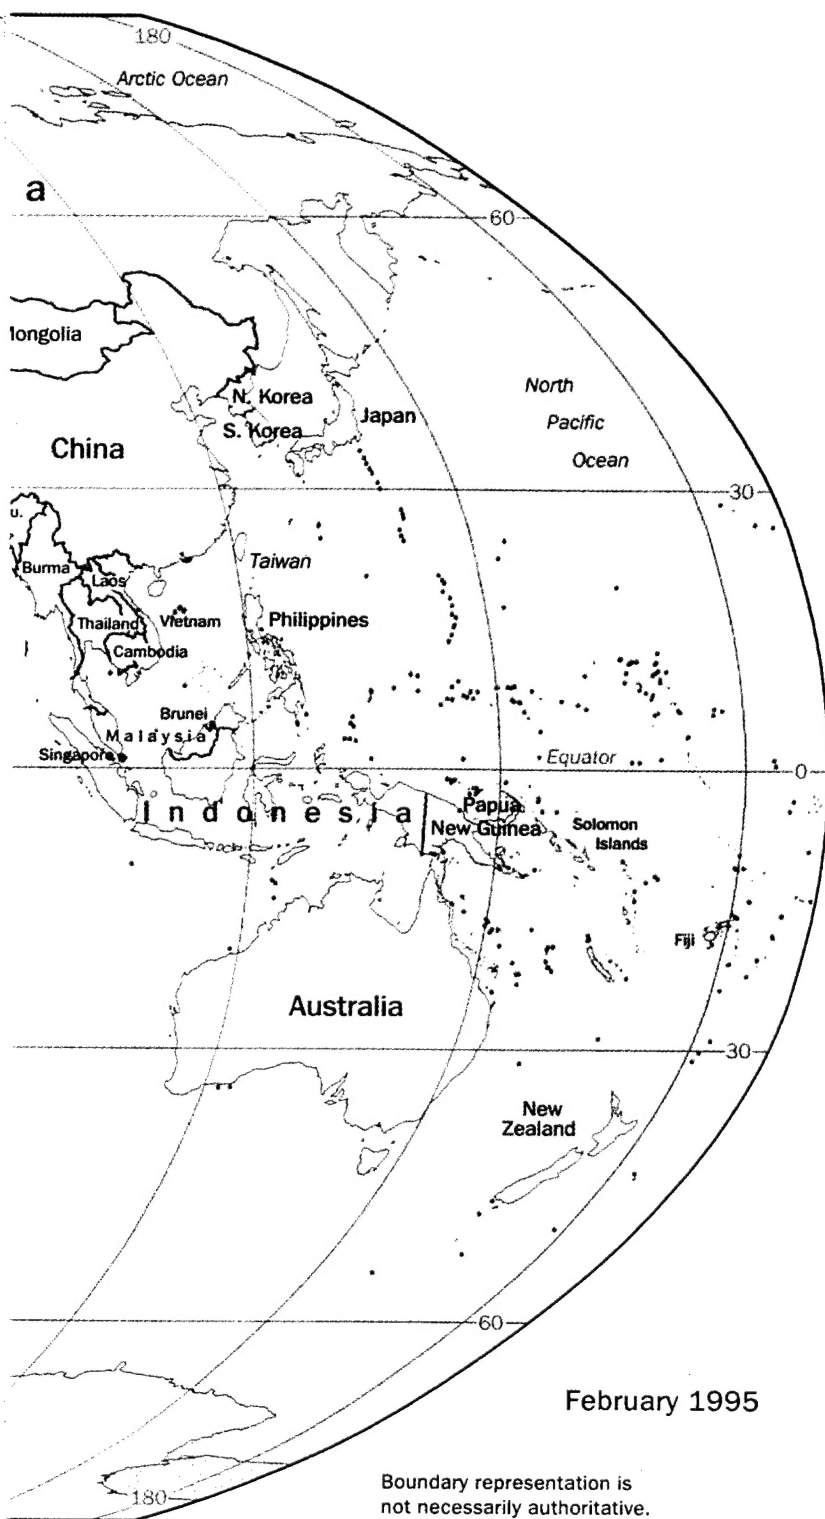 180
Arctic Ocean
a
60
Mongolia
N. Korea
North
Japan
S. Korea
Pacific
China
Ocean
30
u.
Taiwan
Burma
Laos
Thailand
Vietnam
Philippines
Cambodia
Brunei
Malaysia
Singapore
Equator
0
Indonesia
Papua
New Guinea
Solomon
Islands
Fiji
Australia
30
New
Zealand
60
February 1995
180
Boundary representation is
not necessarily authoritative.